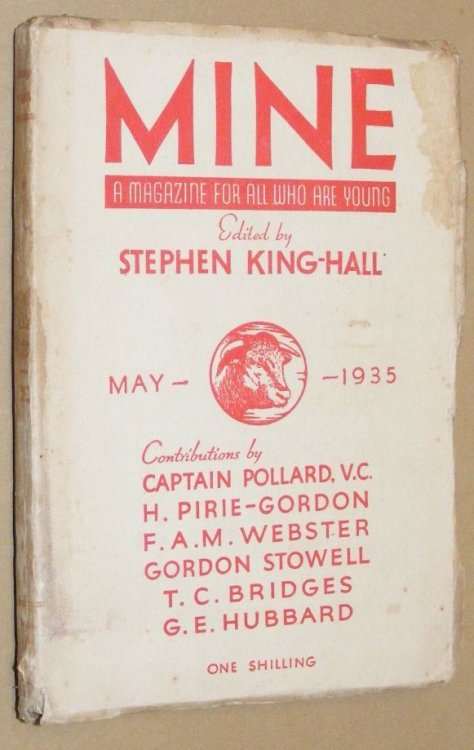 MINE
A MAGAZINE FOR ALL WHO ARE YOUNG
Edited by
STEPHEN KING-HALL
MAY — — 1935
Contributions by
CAPTAIN POLLARD, V.C.
H. PIRIE-GORDON
F. A. M. WEBSTER
GORDON STOWELL
T. C. BRIDGES
G. E. HUBBARD
ONE SHILLING